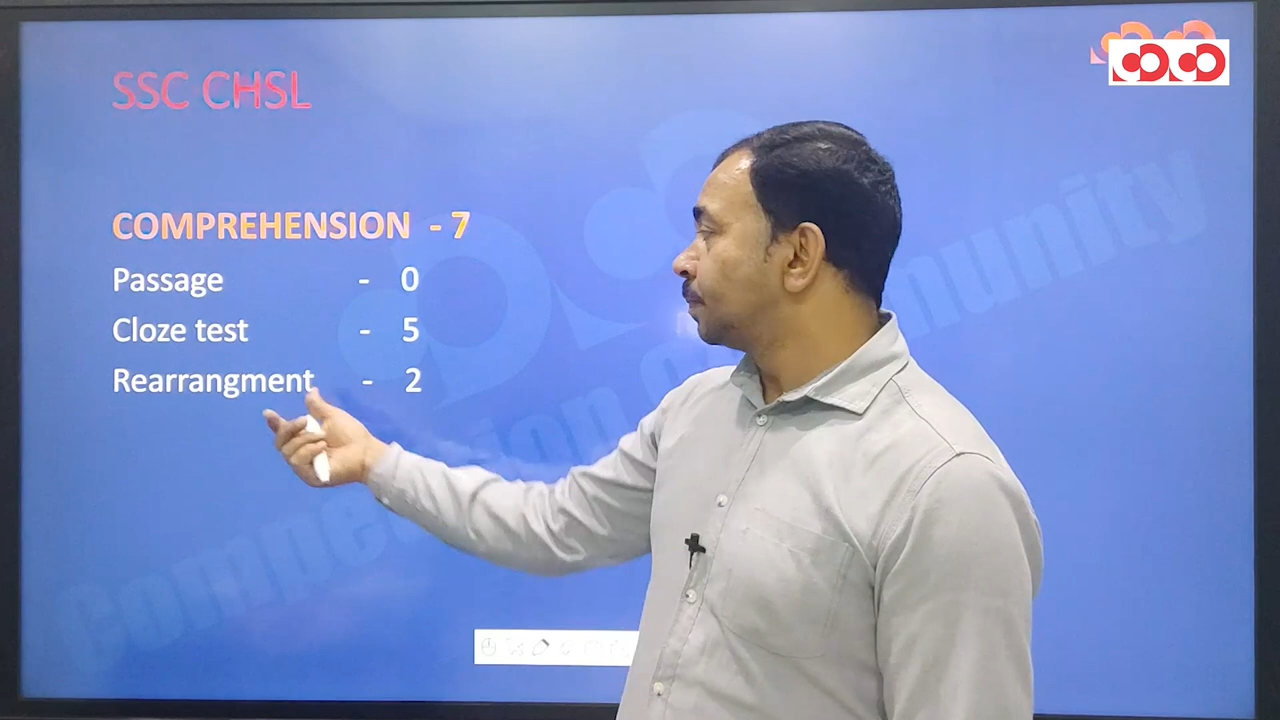 SSC CHSL
COMPREHENSION - 7
Passage - 0
Cloze test - 5
Rearrangment - 2